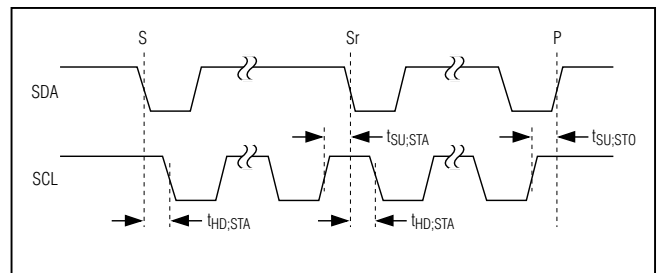 S Sr P
SDA
tSU;STA tSU;STO
SCL
tHD;STA tHD;STA